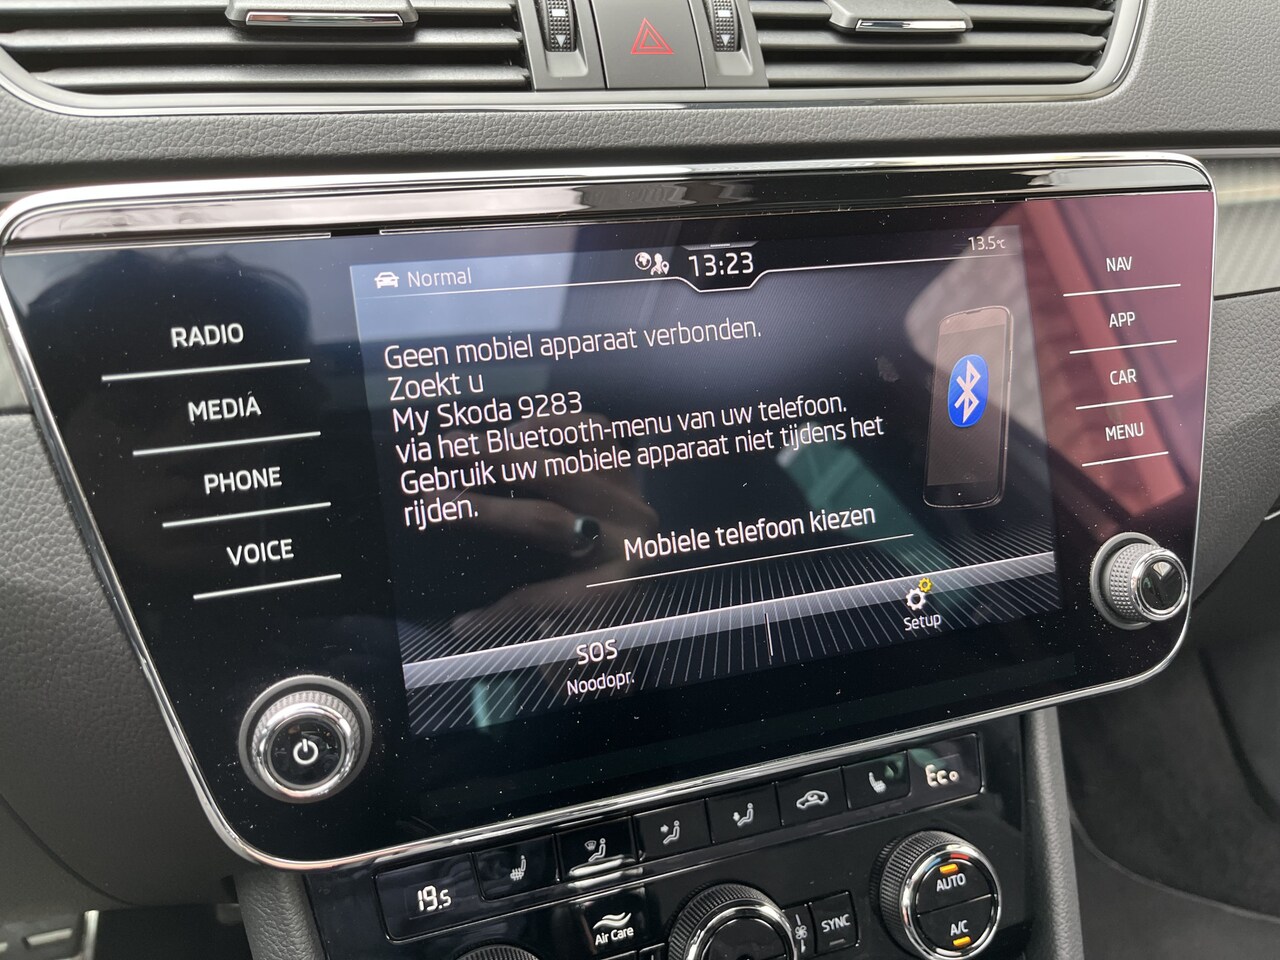 Normal
13:23
13.5°C
RADIO
MEDIA
PHONE
VOICE
Geen mobiel apparaat verbonden.
Zoekt u
My Skoda 9283
via het Bluetooth-menu van uw telefoon.
Gebruik uw mobiele apparaat niet tijdens het
rijden.
Mobiele telefoon kiezen
SOS
Noodopr.
Setup
NAV
APP
CAR
MENU
19.5
Eco
Air Care
SYNC
AUTO
A/C